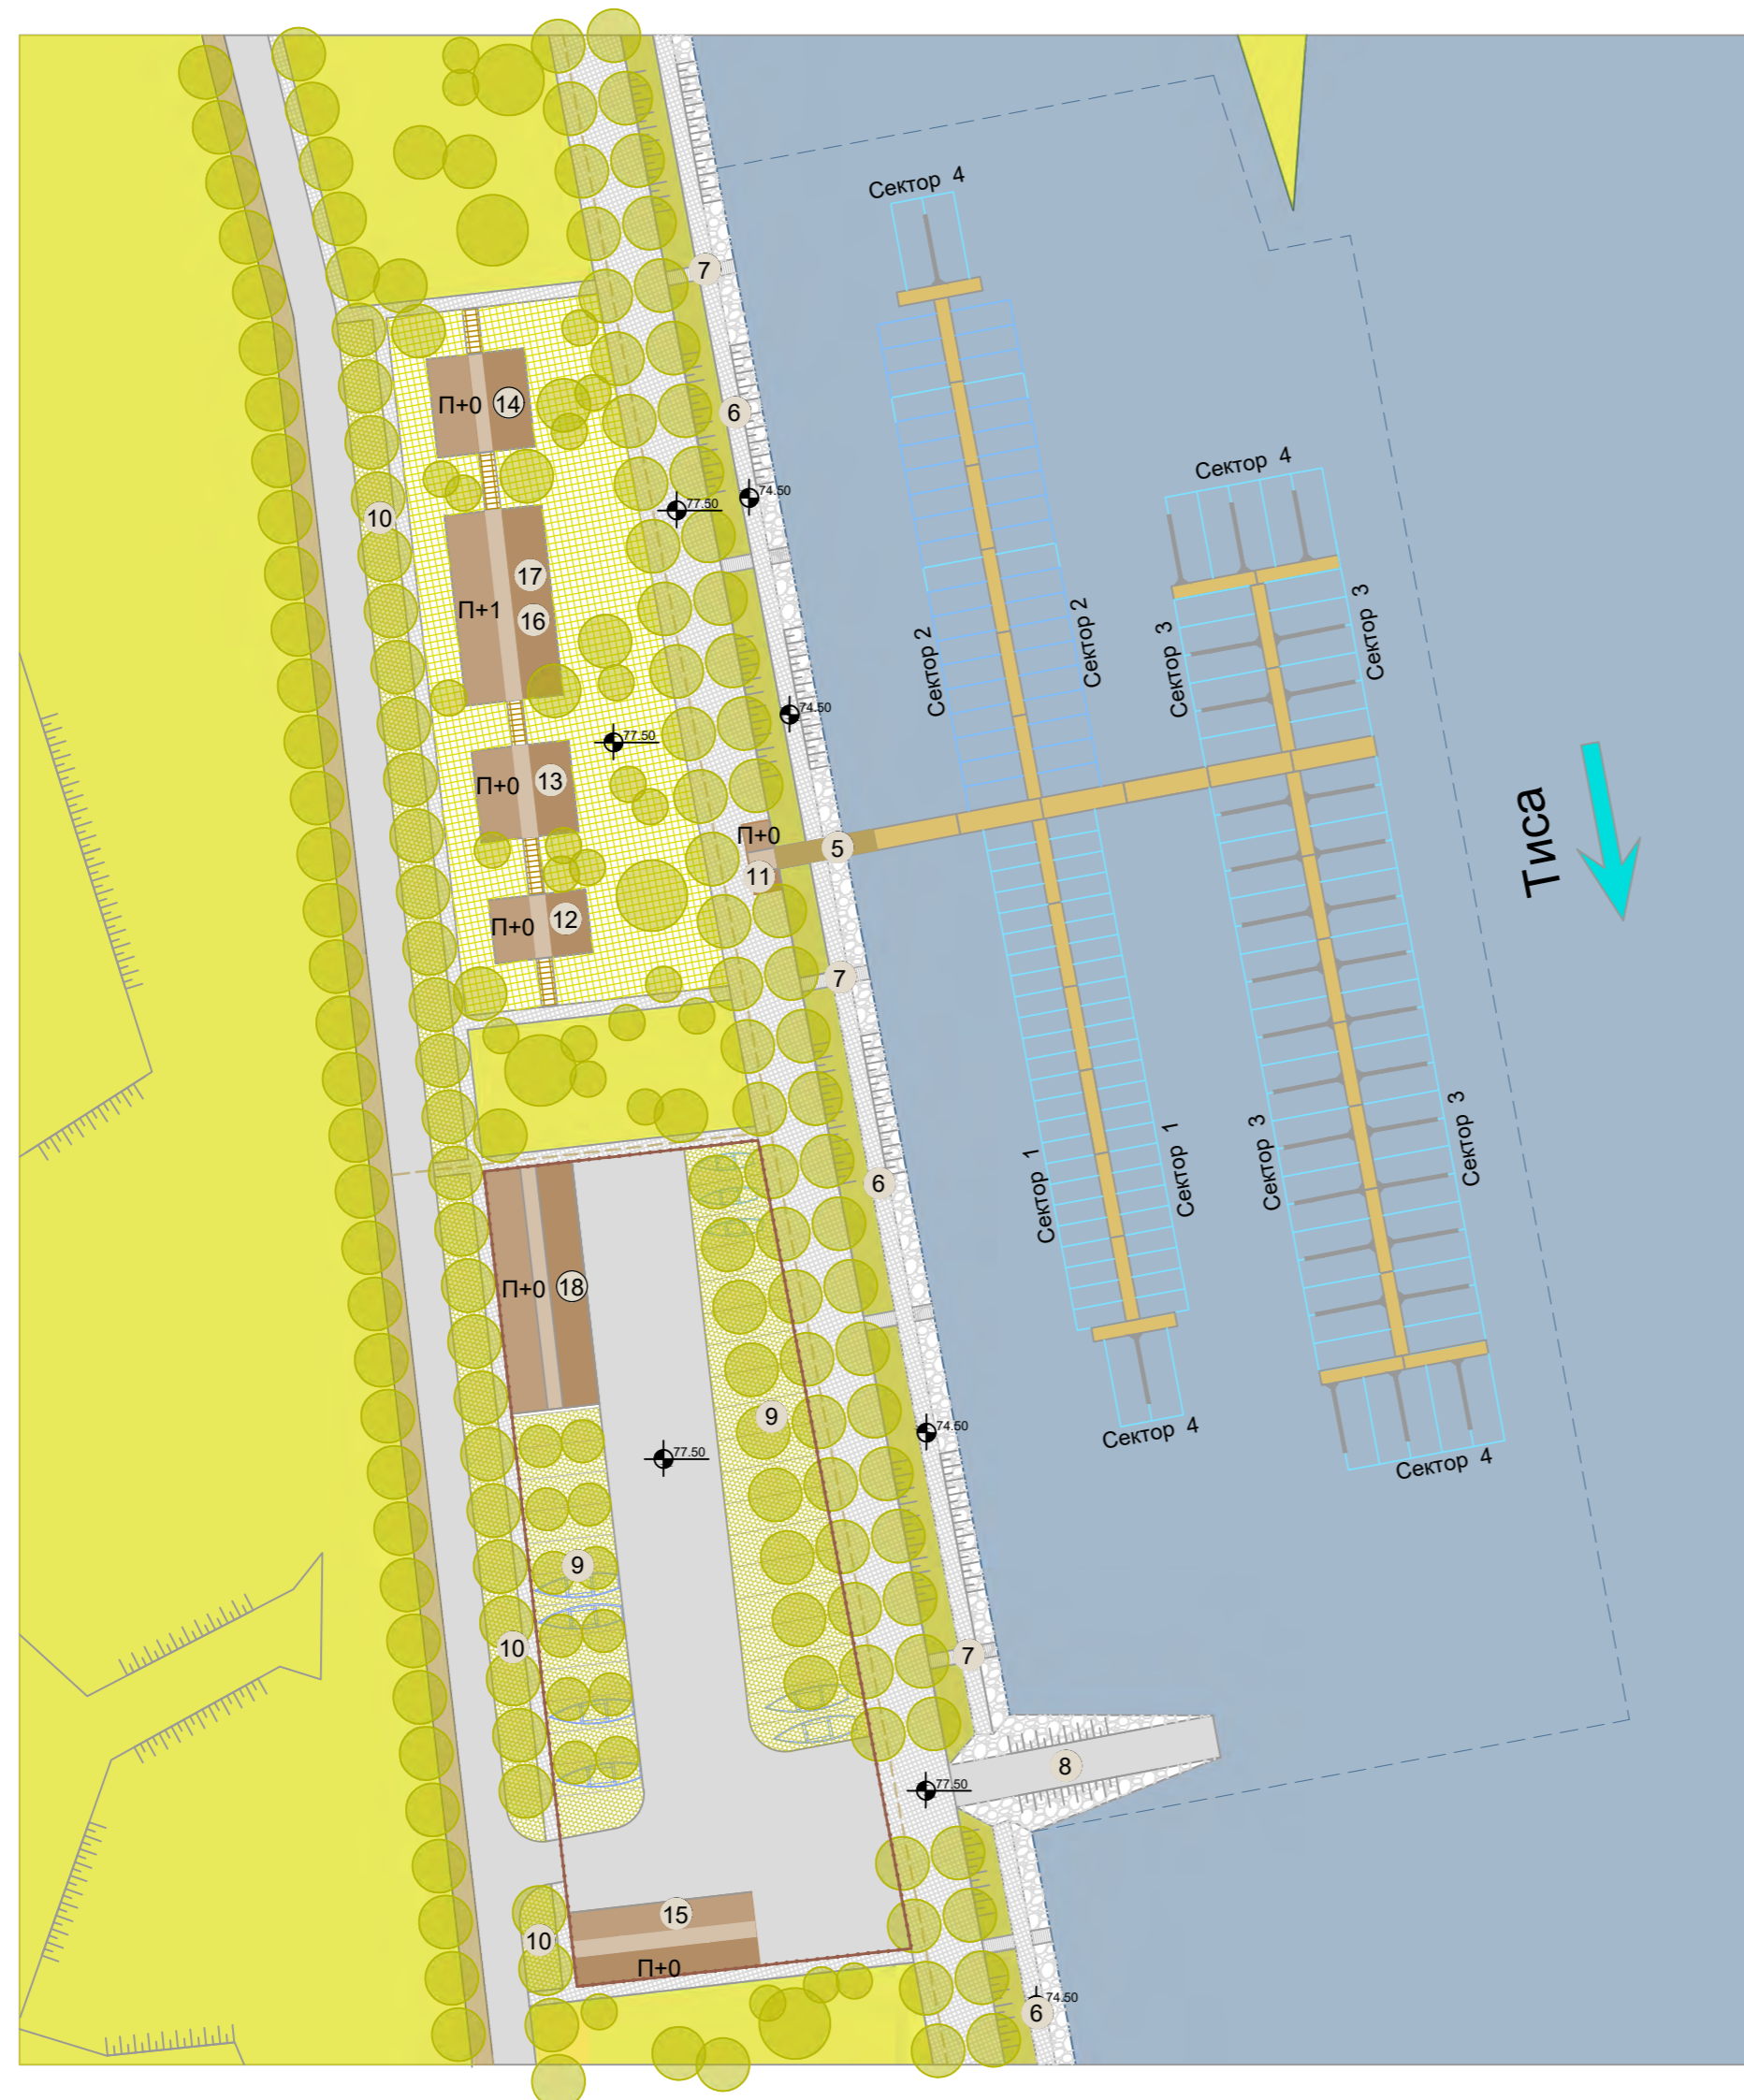 Сектор 4
7
П+0 14
6
Сектор 4
77.50
74.50
10
17
П+1
16
Сектор 2
Сектор 2
Сектор 3
Сектор 3
74.50
77.50
П+0 13
Тиса
П+0
5
11
П+0 12
7
Сектор 1
Сектор 1
Сектор 3
Сектор 3
6
П+0 18
9
74.50
Сектор 4
77.50
Сектор 4
9
10
7
8
77.50
15
10
П+0
74.50
6